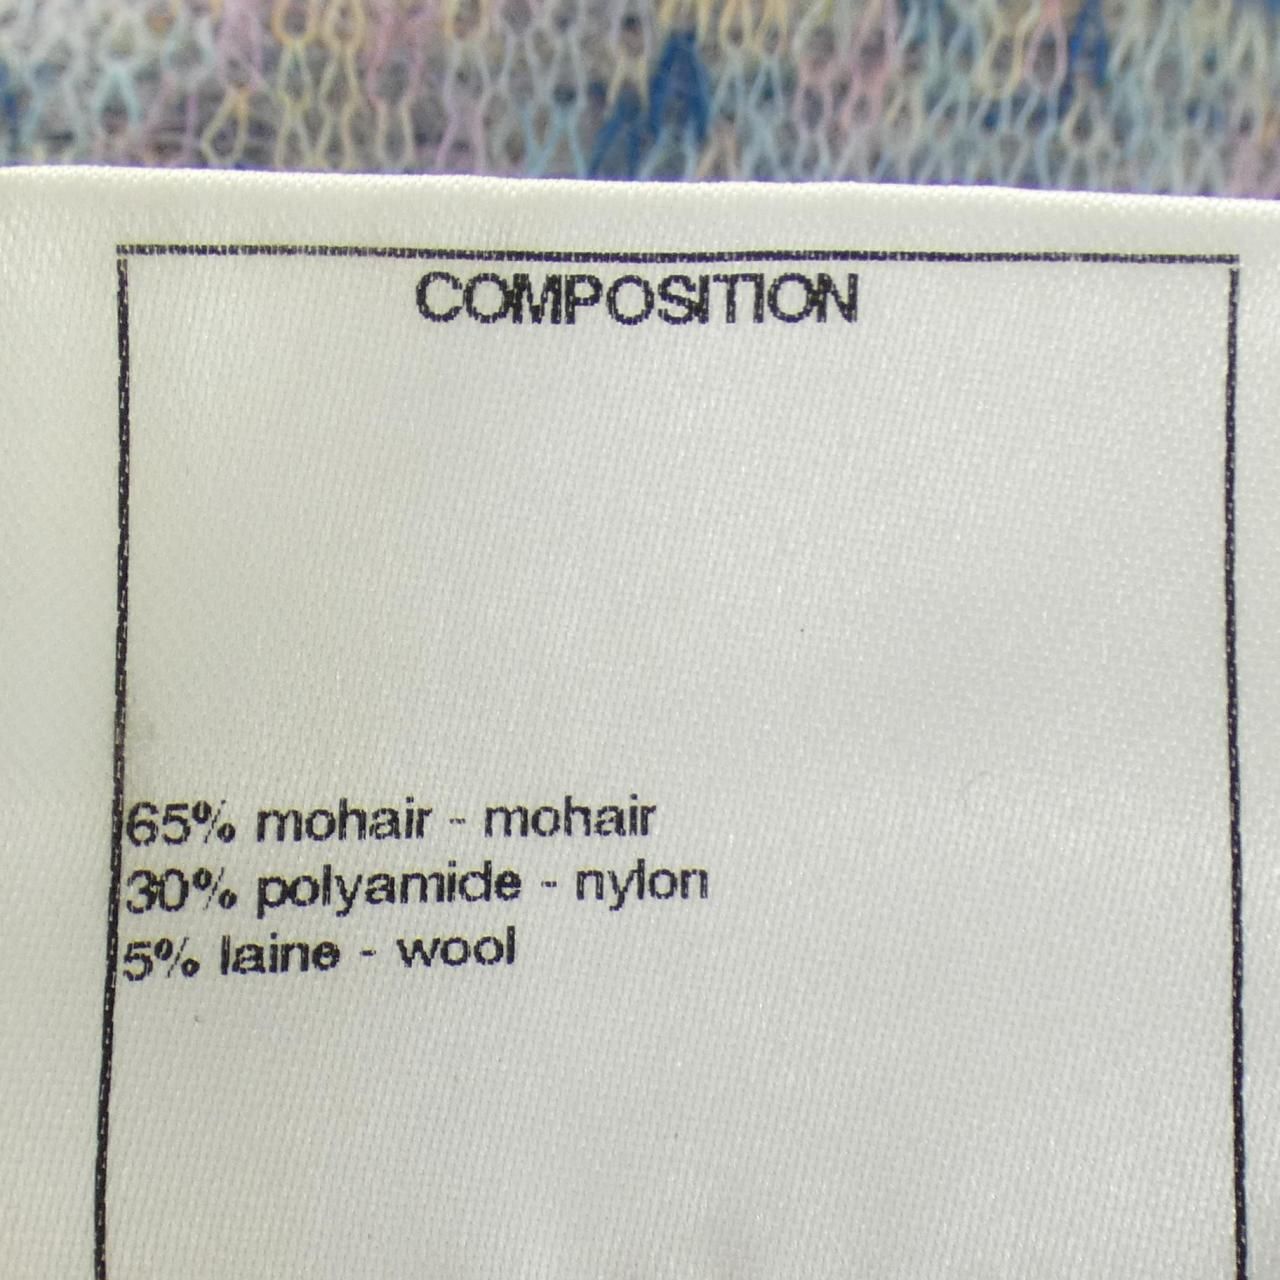 COMPOSITION
65% mohair - mohair
30% polyamide - nylon
5% laine - wool